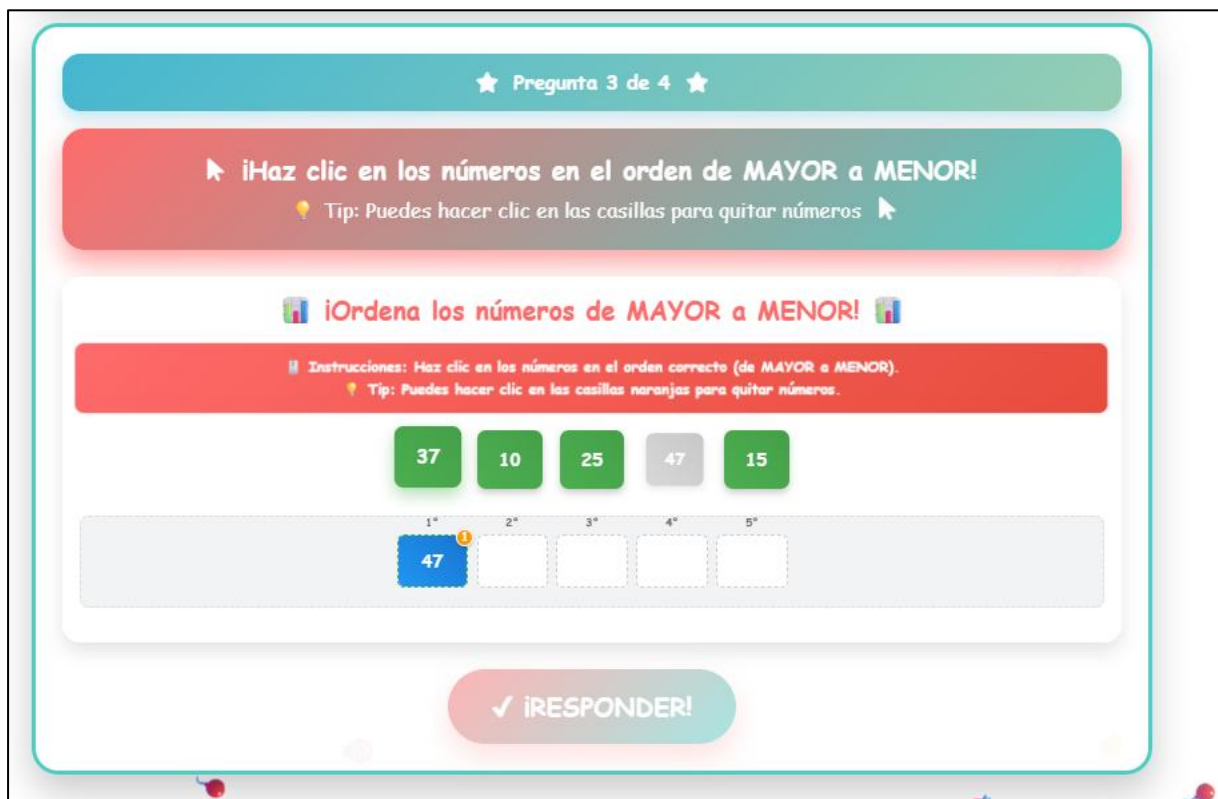 Pregunta 3 de 4
¡Haz clic en los números en el orden de MAYOR a MENOR!
Tip: Puedes hacer clic en las casillas para quitar números
¡Ordena los números de MAYOR a MENOR!
Instrucciones: Haz clic en los números en el orden correcto (de MAYOR a MENOR).
Tip: Puedes hacer clic en las casillas naranjas para quitar números.
37 10 25 47 15
1° 2° 3° 4° 5°
1
47
¡RESPONDER!